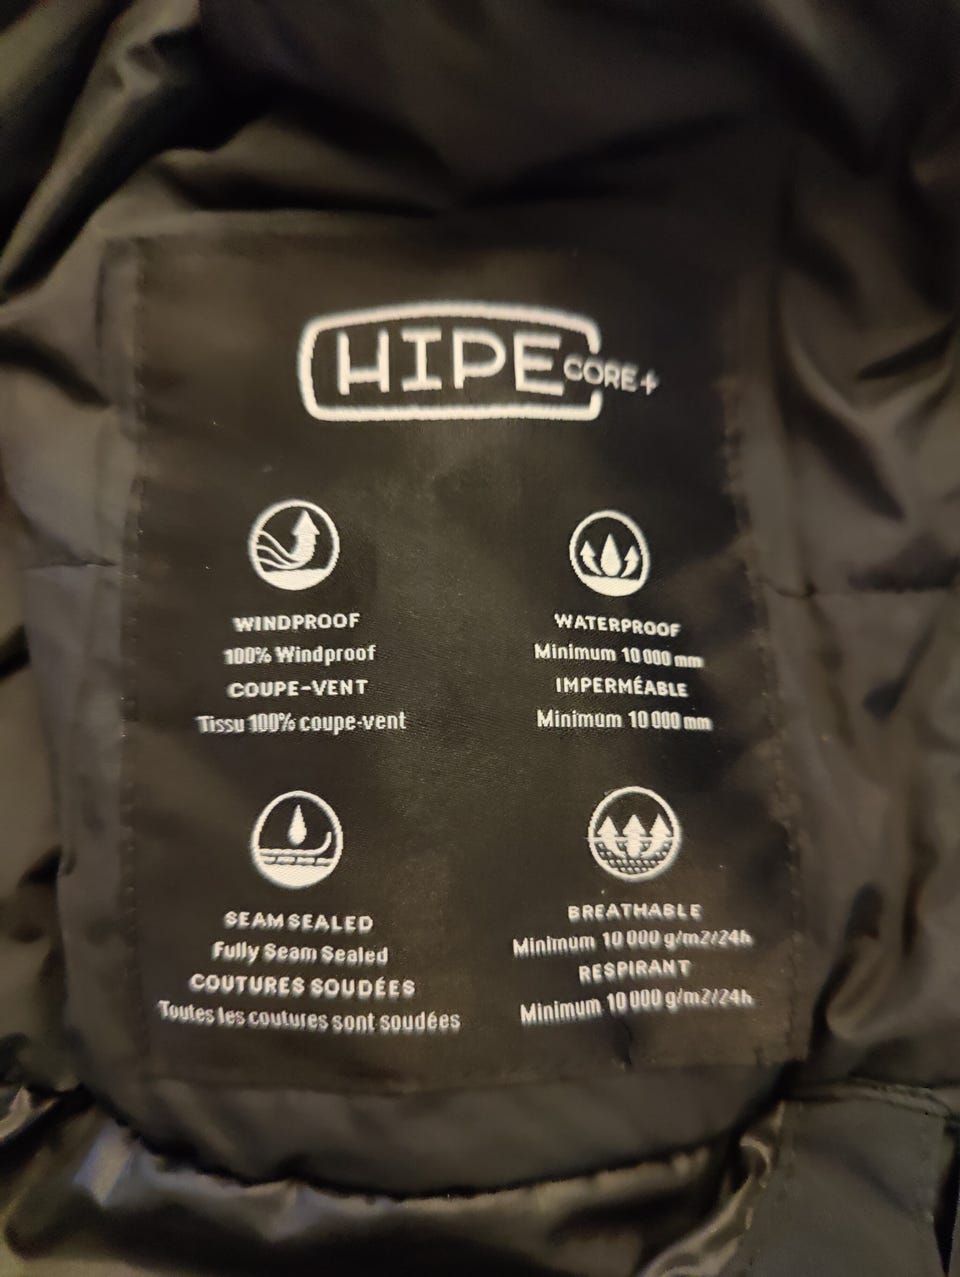 HIPE CORE+
WINDPROOF
100% Windproof
COUPE-VENT
Tissu 100% coupe-vent
WATERPROOF
Minimum 10 000 mm
IMPERMÉABLE
Minimum 10 000 mm
SEAM SEALED
Fully Seam Sealed
COUTURES SOUDÉES
Toutes les coutures sont soudées
BREATHABLE
Minimum 10 000 g/m2/24h
RESPIRANT
Minimum 10 000 g/m2/24h